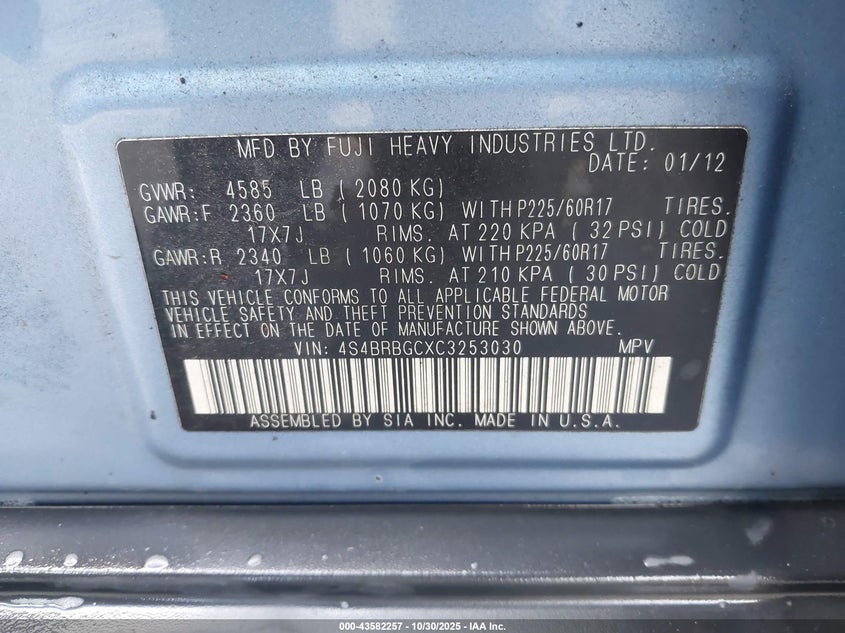 MFD BY FUJI HEAVY INDUSTRIES LTD.
DATE: 01/12
GVWR: 4585 LB ( 2080 KG)
GAWR:F 2360 LB ( 1070 KG) WITH P225/60R17 TIRES.
17X7J RIMS. AT 220 KPA ( 32 PSI) COLD
GAWR:R 2340 LB ( 1060 KG) WITH P225/60R17 TIRES.
17X7J RIMS. AT 210 KPA ( 30 PSI) COLD
THIS VEHICLE CONFORMS TO ALL APPLICABLE FEDERAL MOTOR
VEHICLE SAFETY AND THEFT PREVENTION STANDARDS
IN EFFECT ON THE DATE OF MANUFACTURE SHOWN ABOVE.
VIN: 4S4BRBGCXC3253030 MPV
ASSEMBLED BY SIA INC. MADE IN U.S.A.
000-43582257 - 10/30/2025 - IAA Inc.